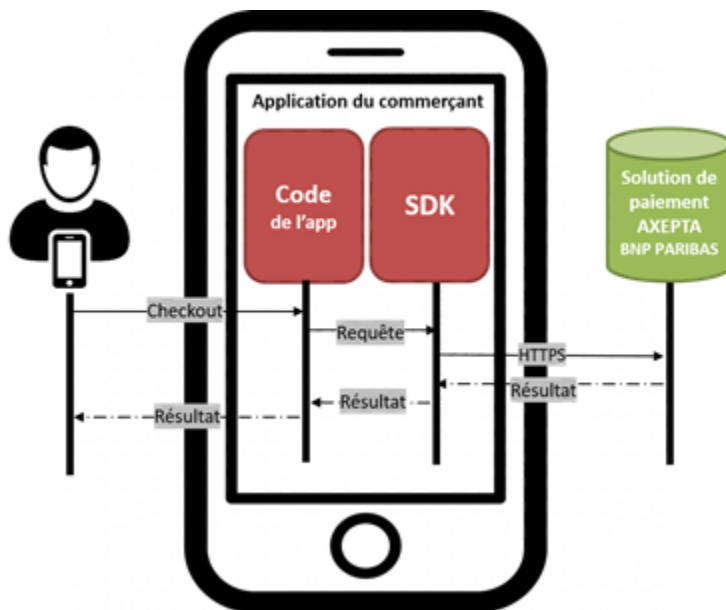 Application du commerçant
Code
de l'app
SDK
Solution de
paiement
AXEPTA
BNP PARIBAS
Checkout
Requête
HTTPS
Résultat
Résultat
Résultat